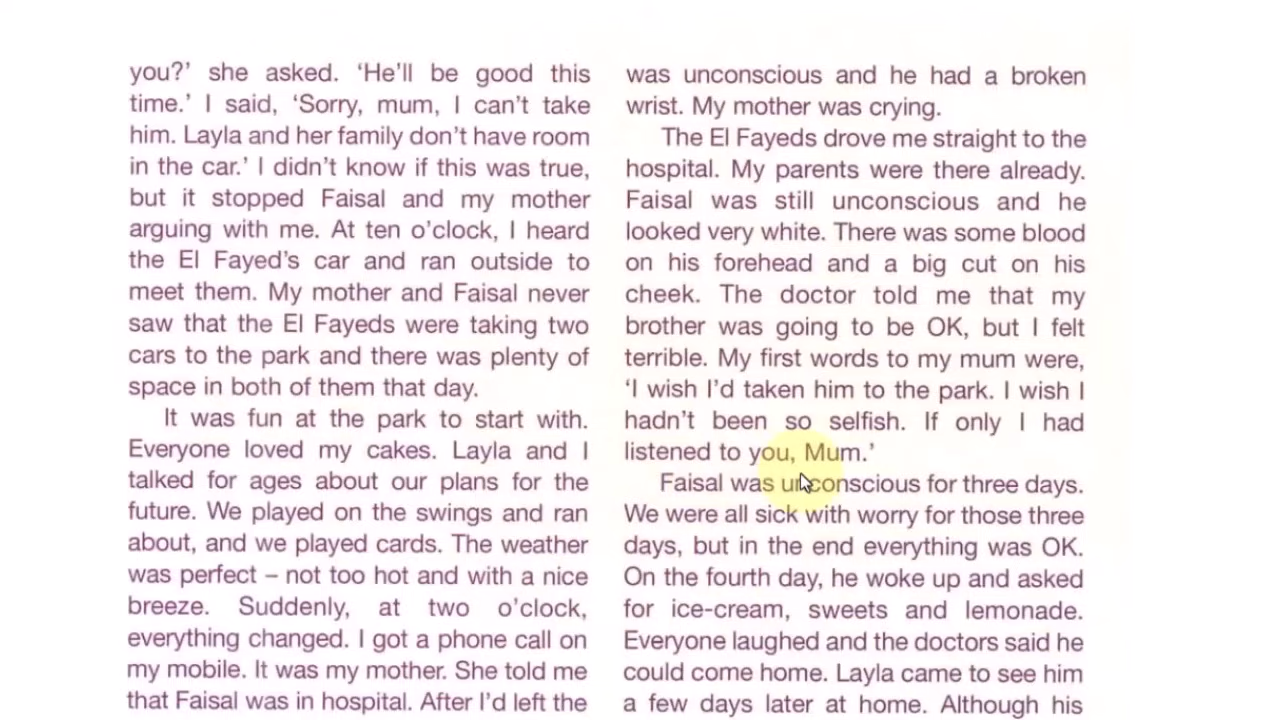 you?’ she asked. ‘He’ll be good this
time.’ I said, ‘Sorry, mum, I can’t take
him. Layla and her family don’t have room
in the car.’ I didn’t know if this was true,
but it stopped Faisal and my mother
arguing with me. At ten o’clock, I heard
the El Fayed’s car and ran outside to
meet them. My mother and Faisal never
saw that the El Fayeds were taking two
cars to the park and there was plenty of
space in both of them that day.
It was fun at the park to start with.
Everyone loved my cakes. Layla and I
talked for ages about our plans for the
future. We played on the swings and ran
about, and we played cards. The weather
was perfect – not too hot and with a nice
breeze. Suddenly, at two o’clock,
everything changed. I got a phone call on
my mobile. It was my mother. She told me
that Faisal was in hospital. After I’d left the
was unconscious and he had a broken
wrist. My mother was crying.
The El Fayeds drove me straight to the
hospital. My parents were there already.
Faisal was still unconscious and he
looked very white. There was some blood
on his forehead and a big cut on his
cheek. The doctor told me that my
brother was going to be OK, but I felt
terrible. My first words to my mum were,
‘I wish I’d taken him to the park. I wish I
hadn’t been so selfish. If only I had
listened to you, Mum.’
Faisal was unconscious for three days.
We were all sick with worry for those three
days, but in the end everything was OK.
On the fourth day, he woke up and asked
for ice-cream, sweets and lemonade.
Everyone laughed and the doctors said he
could come home. Layla came to see him
a few days later at home. Although his